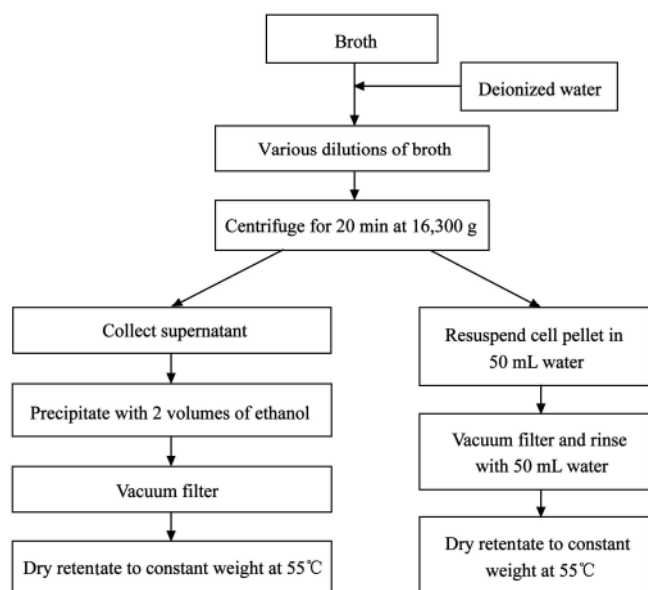 Broth
Deionized water
Various dilutions of broth
Centrifuge for 20 min at 16,300 g
Collect supernatant
Precipitate with 2 volumes of ethanol
Vacuum filter
Dry retentate to constant weight at 55℃
Resuspend cell pellet in
50 mL water
Vacuum filter and rinse
with 50 mL water
Dry retentate to constant
weight at 55℃